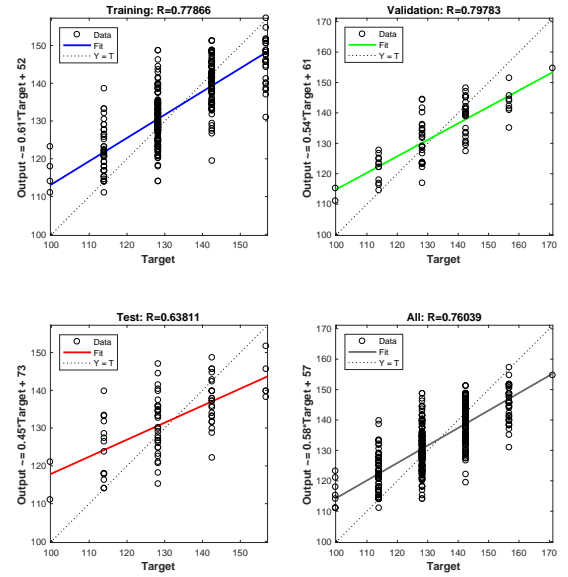 Training: R=0.77866
Output ~= 0.61*Target + 52
150
140
130
120
110
100
Data
Fit
Y = T
100 110 120 130 140 150
Target
Validation: R=0.79783
Output ~= 0.54*Target + 61
170
160
150
140
130
120
110
100
Data
Fit
Y = T
100 110 120 130 140 150 160 170
Target
Test: R=0.63811
Output ~= 0.45*Target + 73
150
140
130
120
110
100
Data
Fit
Y = T
100 110 120 130 140 150
Target
All: R=0.76039
Output ~= 0.58*Target + 57
170
160
150
140
130
120
110
100
Data
Fit
Y = T
100 110 120 130 140 150 160 170
Target